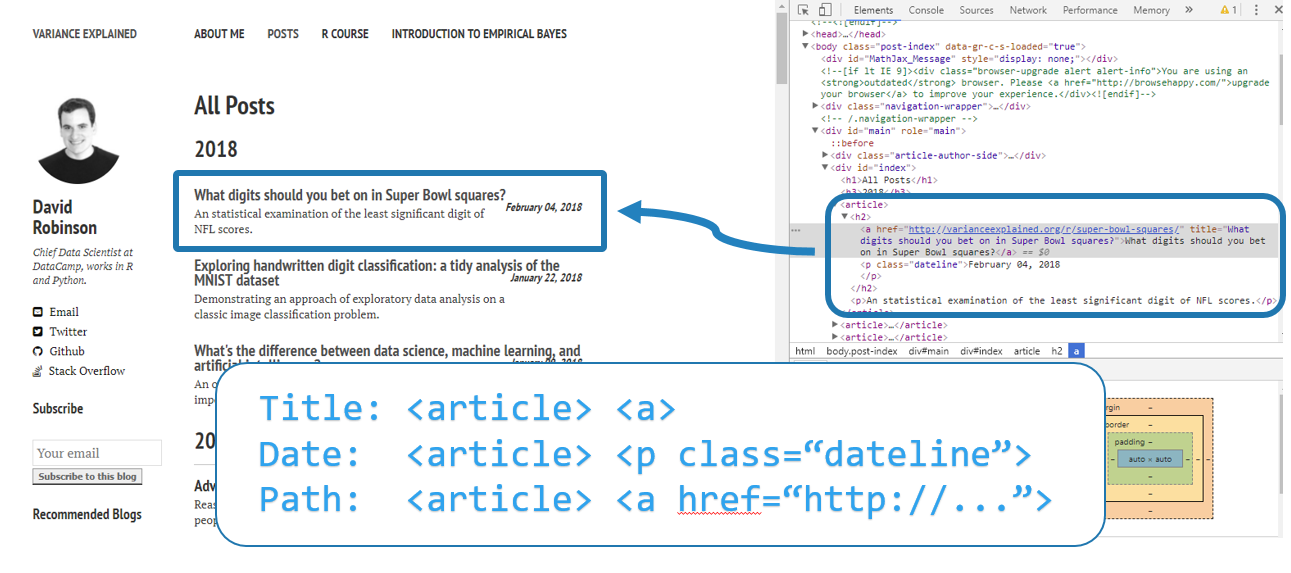 VARIANCE EXPLAINED
ABOUT ME POSTS R COURSE INTRODUCTION TO EMPIRICAL BAYES
David
Robinson
Chief Data Scientist at
DataCamp, works in R
and Python.
Email
Twitter
Github
Stack Overflow
Subscribe
Your email
Subscribe to this blog
Recommended Blogs
All Posts
2018
What digits should you bet on in Super Bowl squares?
February 04, 2018
An statistical examination of the least significant digit of
NFL scores.
Exploring handwritten digit classification: a tidy analysis of the
MNIST dataset
January 22, 2018
Demonstrating an approach of exploratory data analysis on a
classic image classification problem.
What's the difference between data science, machine learning, and
An
20
Adv
Reas
peop
Elements Console Sources Network Performance Memory » 1
<!--<![endif]-->
▶<head>…</head>
▼<body class="post-index" data-gr-c-s-loaded="true">
<div id="MathJax_Message" style="display: none;"></div>
<!--[if lt IE 9]><div class="browser-upgrade alert alert-info">You are using an
<strong>outdated</strong> browser. Please <a href="http://browsehappy.com/">upgrade
your browser</a> to improve your experience.</div><![endif]-->
▶<div class="navigation-wrapper">…</div>
<!-- /.navigation-wrapper -->
▼<div id="main" role="main">
::before
▶<div class="article-author-side">…</div>
▼<div id="index">
<h1>All Posts</h1>
<h3>2018</h3>
<article>
▼<h2>
<a href="http://varianceexplained.org/r/super-bowl-squares/" title="What
digits should you bet on in Super Bowl squares?">What digits should you bet
on in Super Bowl squares?</a> == $0
<p class="dateline">February 04, 2018
</p>
</h2>
<p>An statistical examination of the least significant digit of NFL scores.</p>
</article>
▶<article>…</article>
▶<article>…</article>
html body.post-index div#main div#index article h2 a
rgin –
order –
padding –
– auto × auto – – –
–
–
–
Title: <article> <a>
Date: <article> <p class=“dateline”>
Path: <article> <a href=“http://...”>